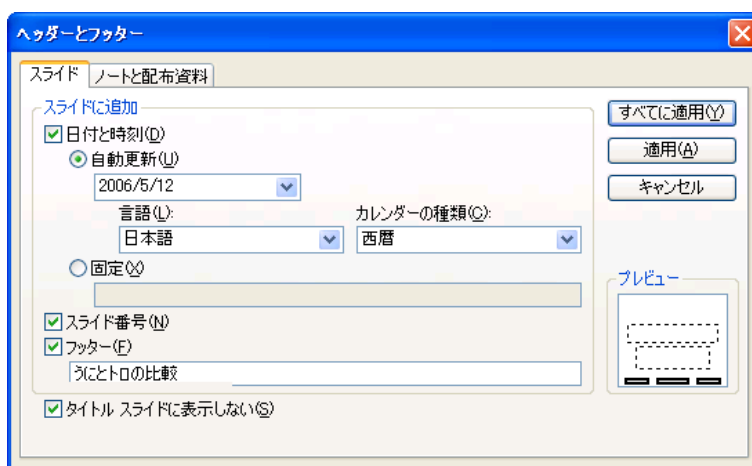 ヘッダーとフッター
スライド ノートと配布資料
スライドに追加
日付と時刻(D)
自動更新(U)
2006/5/12
言語(L): カレンダーの種類(C):
日本語 西暦
固定(X)
スライド番号(N)
フッター(F)
うにとトロの比較
タイトル スライドに表示しない(S)
すべてに適用(Y)
適用(A)
キャンセル
プレビュー